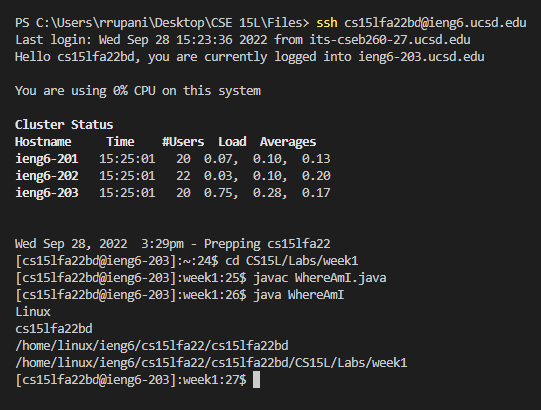 PS C:\Users\rrupani\Desktop\CSE 15L\Files> ssh cs15lfa22bd@ieng6.ucsd.edu
Last login: Wed Sep 28 15:23:36 2022 from its-cseb260-27.ucsd.edu
Hello cs15lfa22bd, you are currently logged into ieng6-203.ucsd.edu
You are using 0% CPU on this system
Cluster Status
Hostname     Time    #Users  Load  Averages
ieng6-201   15:25:01   20  0.07,  0.10,  0.13
ieng6-202   15:25:01   22  0.03,  0.10,  0.20
ieng6-203   15:25:01   20  0.75,  0.28,  0.17
Wed Sep 28, 2022  3:29pm - Prepping cs15lfa22
[cs15lfa22bd@ieng6-203]:~:24$ cd CS15L/Labs/week1
[cs15lfa22bd@ieng6-203]:week1:25$ javac WhereAmI.java
[cs15lfa22bd@ieng6-203]:week1:26$ java WhereAmI
Linux
cs15lfa22bd
/home/linux/ieng6/cs15lfa22/cs15lfa22bd
/home/linux/ieng6/cs15lfa22/cs15lfa22bd/CS15L/Labs/week1
[cs15lfa22bd@ieng6-203]:week1:27$